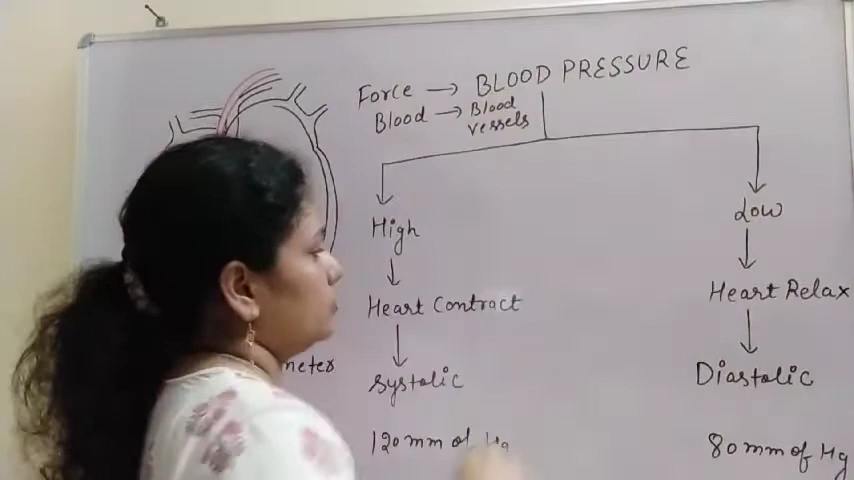 Force → BLOOD PRESSURE
Blood → Blood vessels
High
Low
Heart Contract
Heart Relax
meter
Systolic
Diastolic
120 mm of Hg
80 mm of Hg